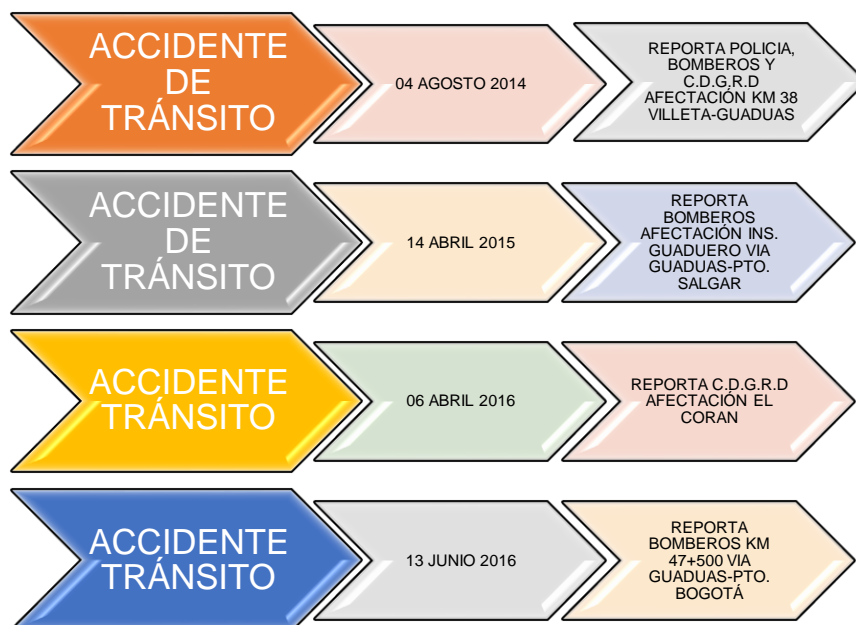 ACCIDENTE
DE
TRÁNSITO
04 AGOSTO 2014
REPORTA POLICIA,
BOMBEROS Y
C.D.G.R.D
AFECTACIÓN KM 38
VILLETA-GUADUAS
ACCIDENTE
DE
TRÁNSITO
14 ABRIL 2015
REPORTA
BOMBEROS
AFECTACIÓN INS.
GUADUERO VIA
GUADUAS-PTO.
SALGAR
ACCIDENTE
TRÁNSITO
06 ABRIL 2016
REPORTA C.D.G.R.D
AFECTACIÓN EL
CORAN
ACCIDENTE
TRÁNSITO
13 JUNIO 2016
REPORTA
BOMBEROS KM
47+500 VIA
GUADUAS-PTO.
BOGOTÁ